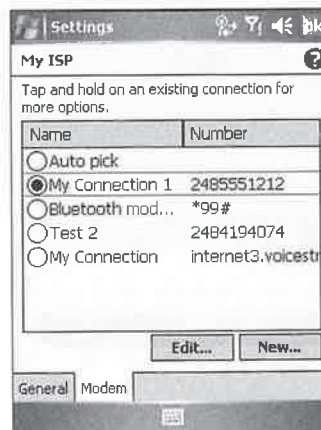 Settings
ok
My ISP
Tap and hold on an existing connection for
more options.
Name Number
Auto pick
My Connection 1 2485551212
Bluetooth mod... *99#
Test 2 2484194074
My Connection internet3.voicestr
Edit... New...
General Modem